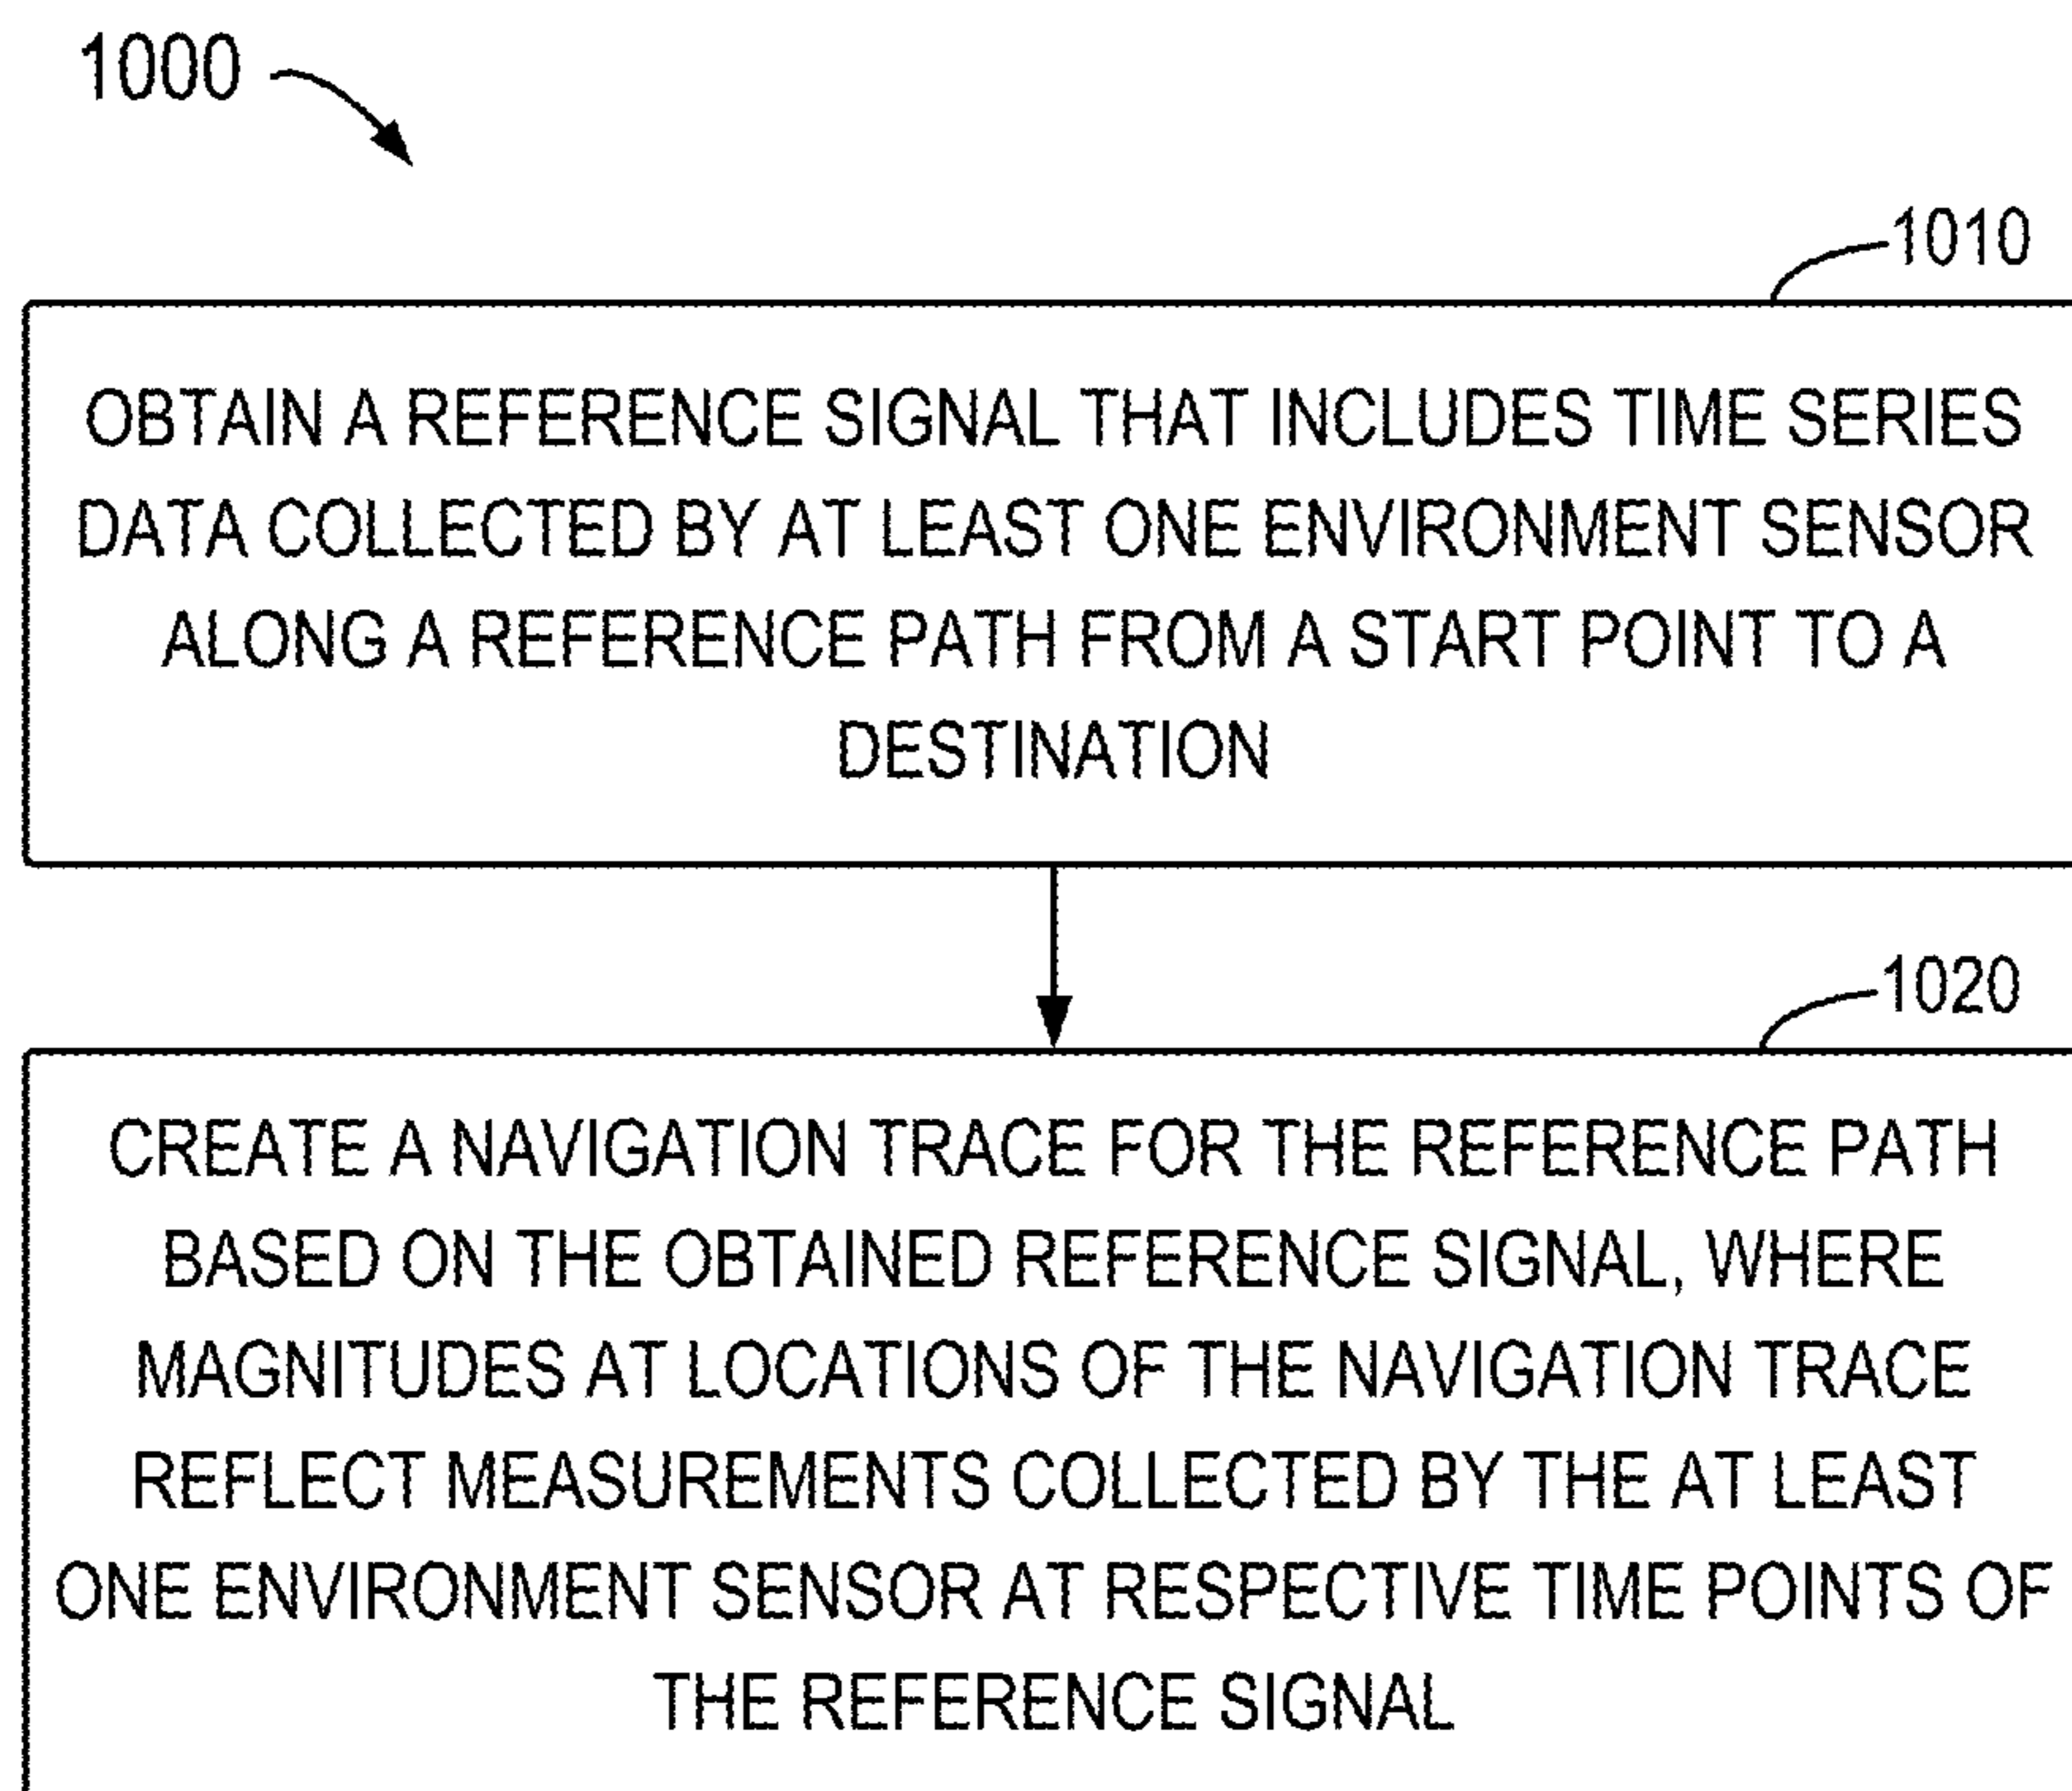 1000
1010
OBTAIN A REFERENCE SIGNAL THAT INCLUDES TIME SERIES
DATA COLLECTED BY AT LEAST ONE ENVIRONMENT SENSOR
ALONG A REFERENCE PATH FROM A START POINT TO A
DESTINATION
1020
CREATE A NAVIGATION TRACE FOR THE REFERENCE PATH
BASED ON THE OBTAINED REFERENCE SIGNAL, WHERE
MAGNITUDES AT LOCATIONS OF THE NAVIGATION TRACE
REFLECT MEASUREMENTS COLLECTED BY THE AT LEAST
ONE ENVIRONMENT SENSOR AT RESPECTIVE TIME POINTS OF
THE REFERENCE SIGNAL